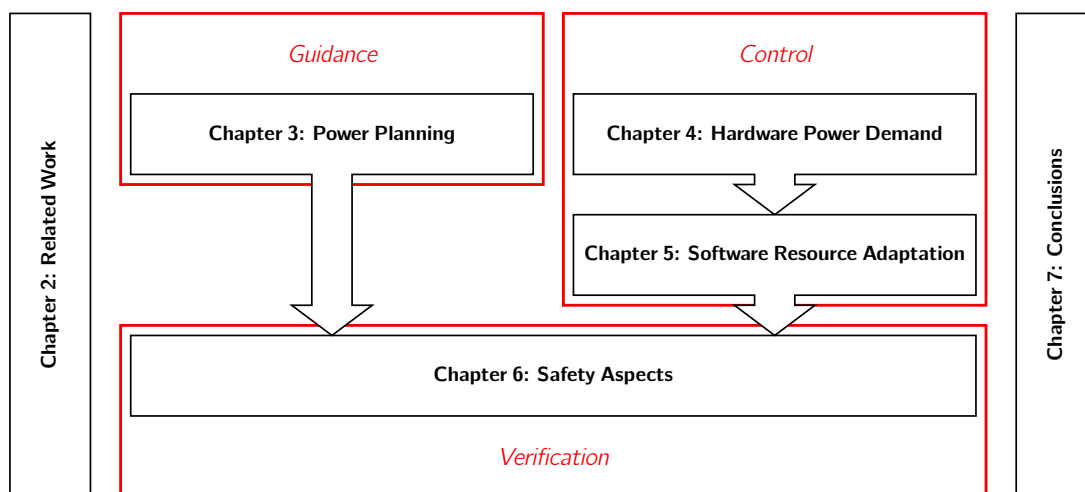 Chapter 2: Related Work
Guidance
Chapter 3: Power Planning
Control
Chapter 4: Hardware Power Demand
Chapter 5: Software Resource Adaptation
Chapter 6: Safety Aspects
Verification
Chapter 7: Conclusions